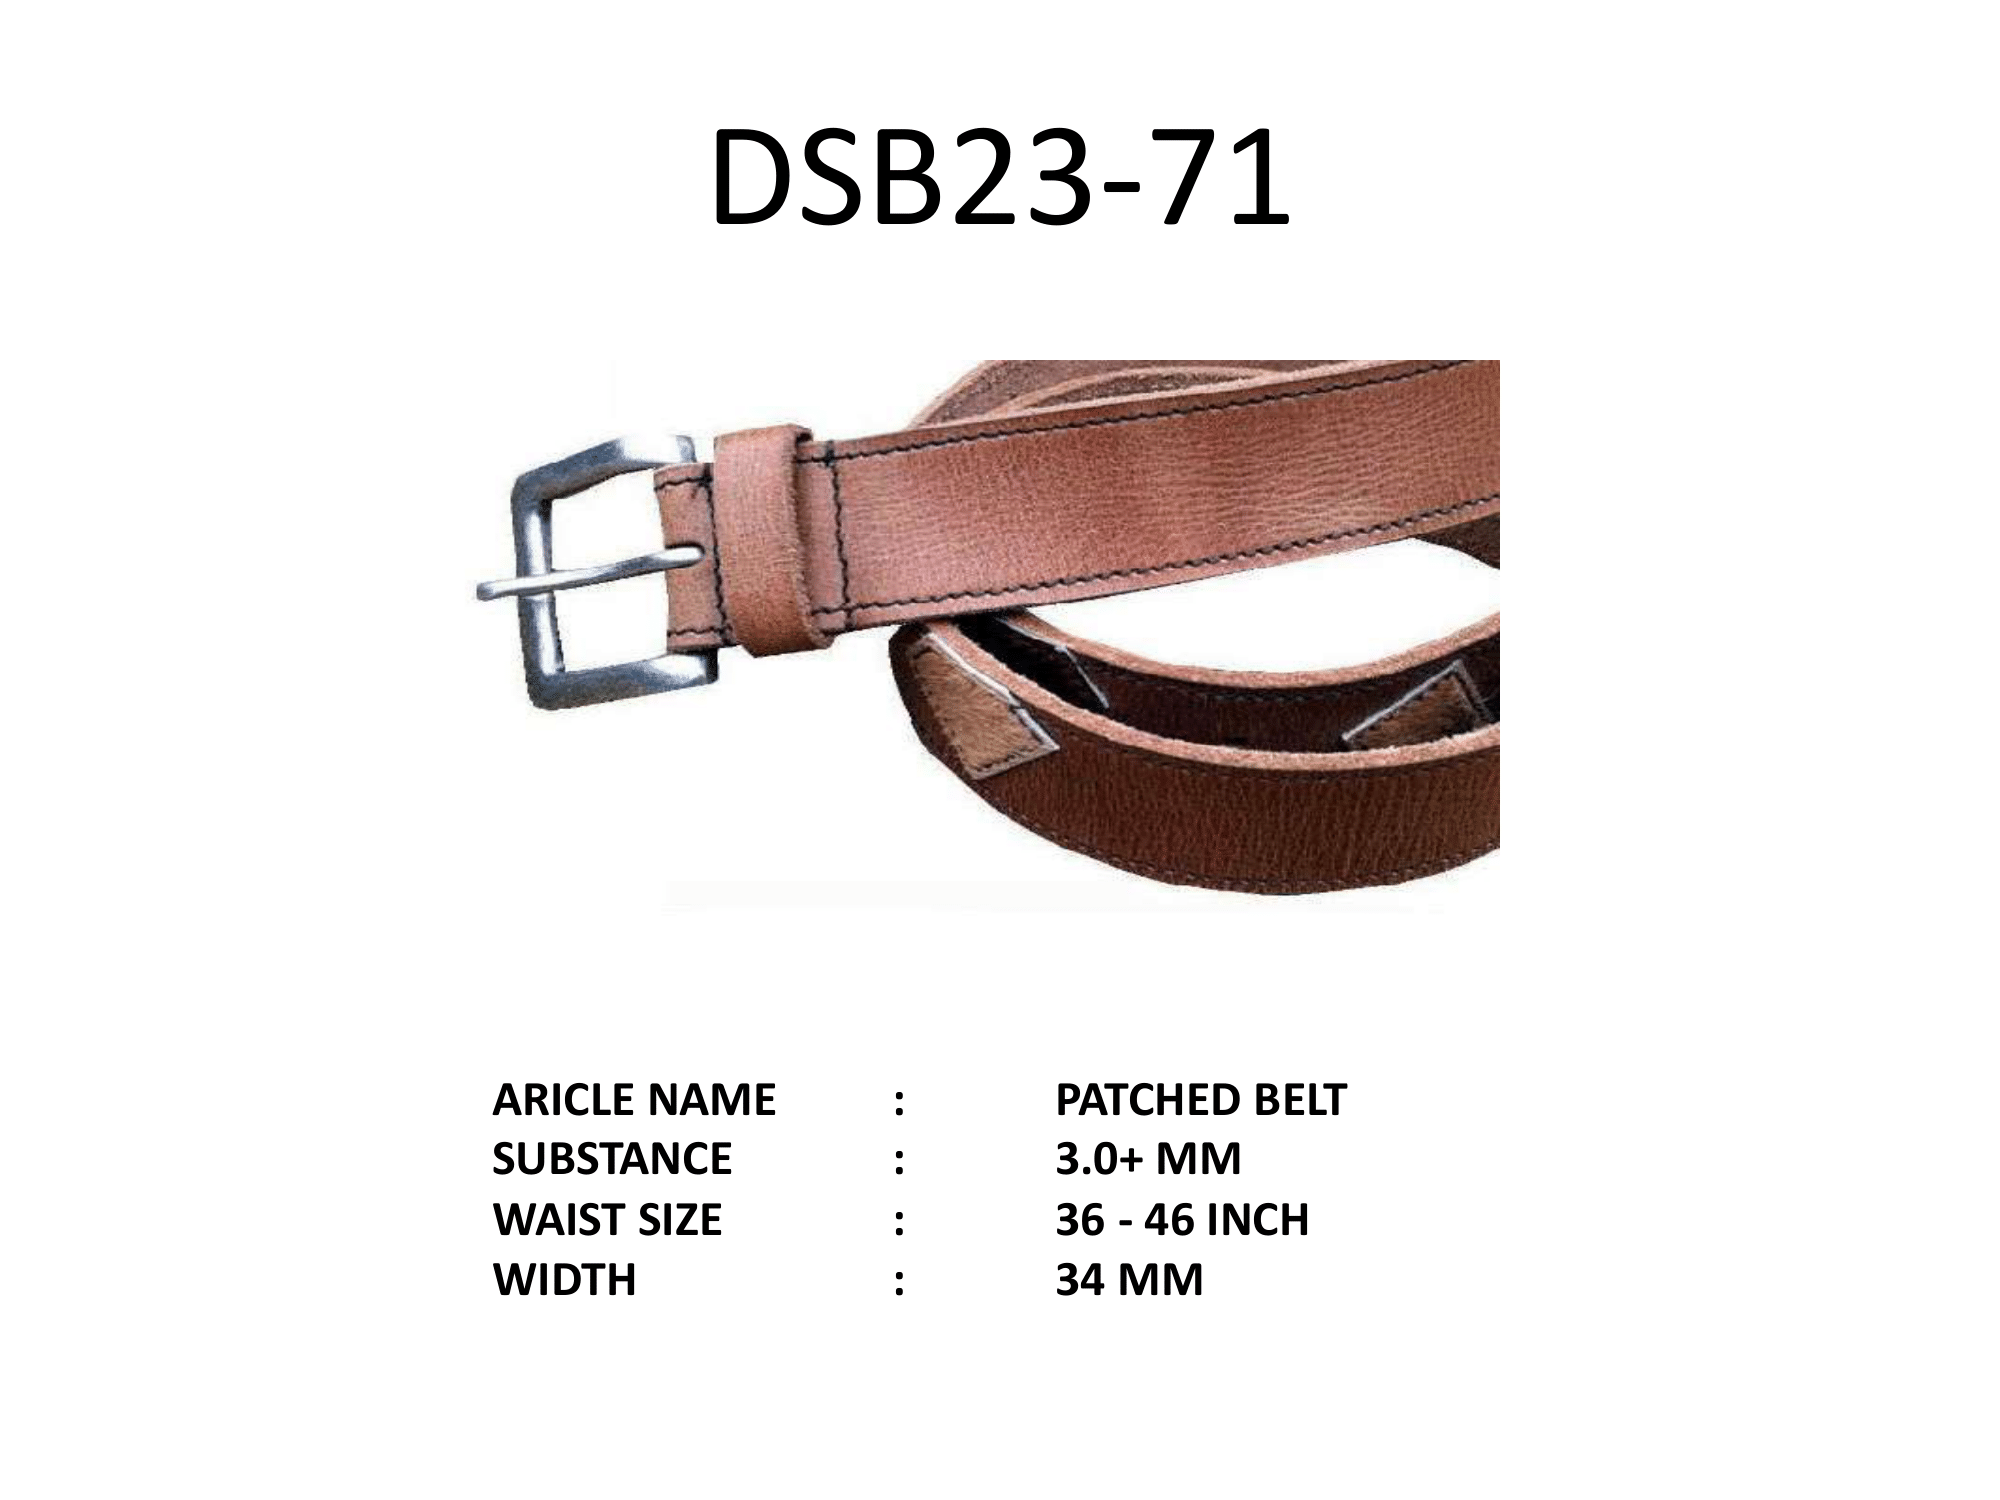 DSB23-71
ARICLE NAME : PATCHED BELT
SUBSTANCE : 3.0+ MM
WAIST SIZE : 36 - 46 INCH
WIDTH : 34 MM